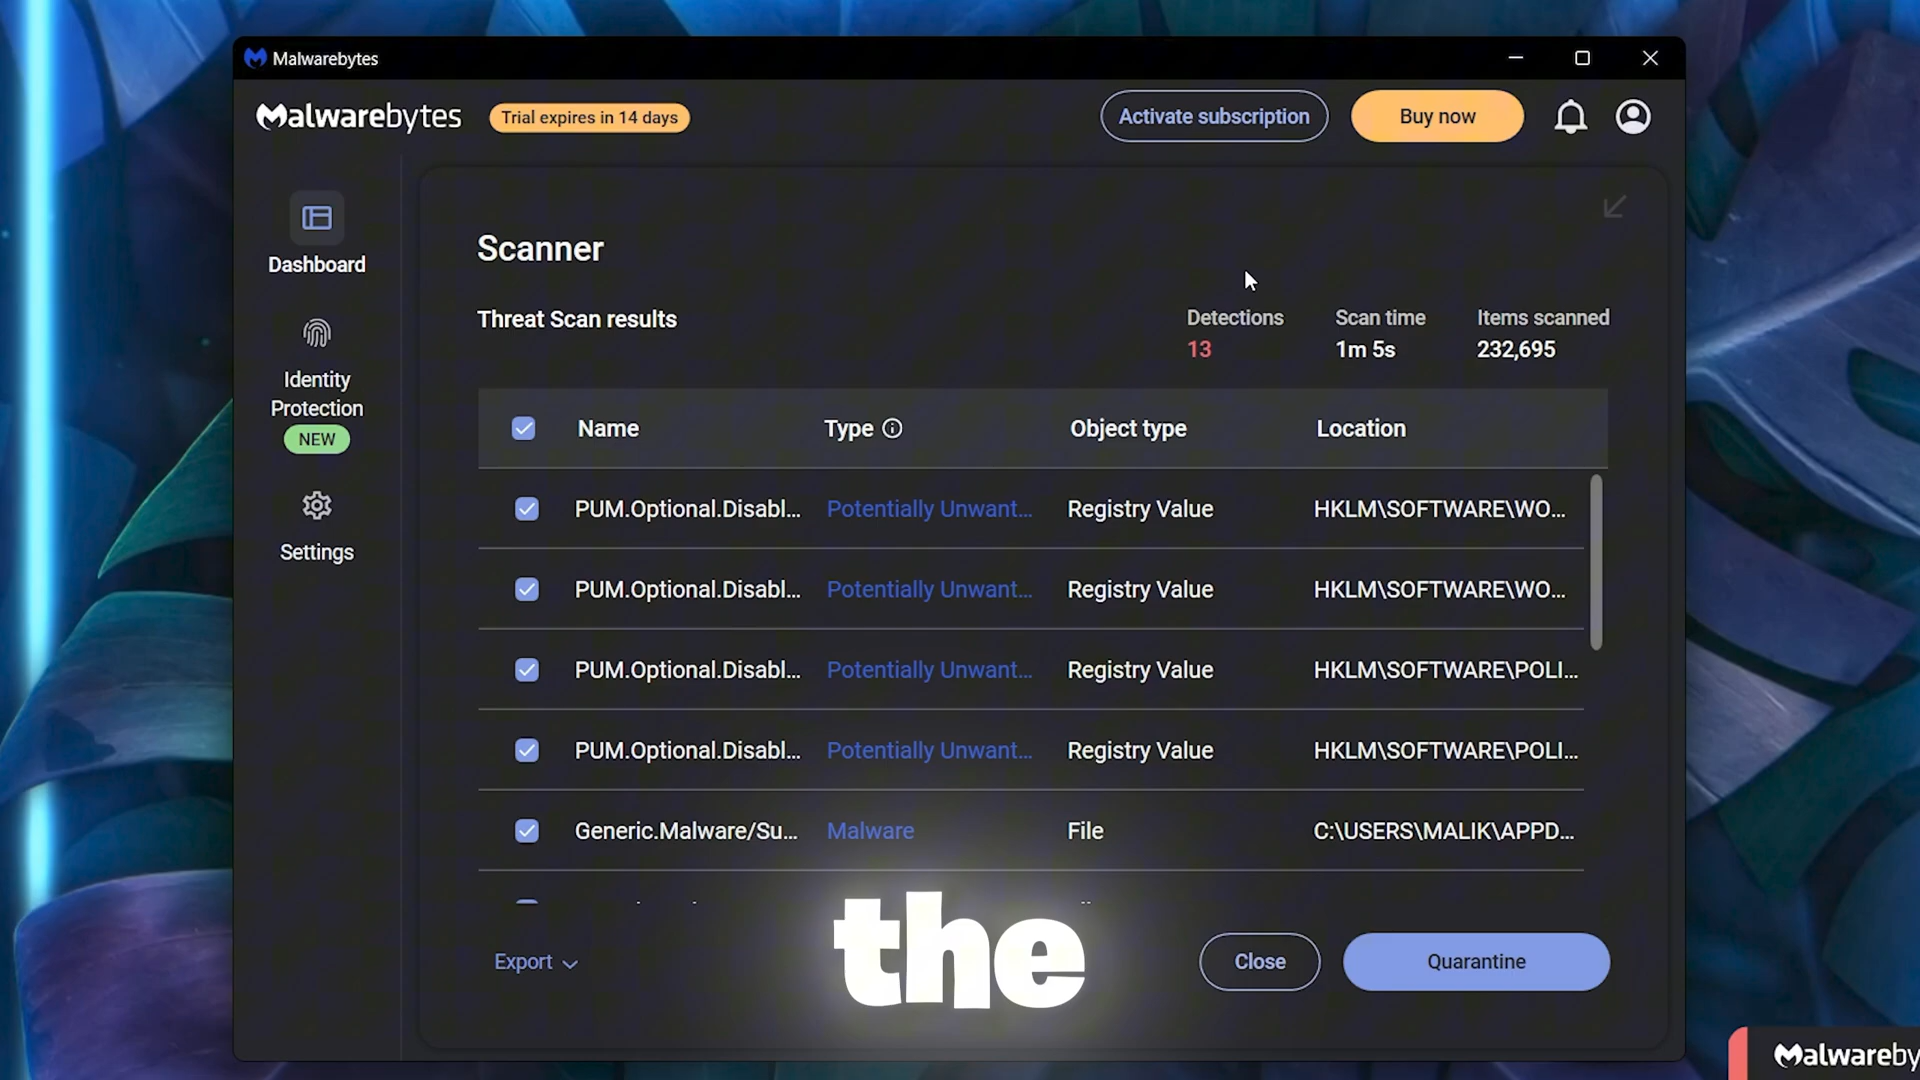 Malwarebytes
Malwarebytes
Trial expires in 14 days
Activate subscription
Buy now
Dashboard
Identity
Protection
NEW
Settings
Scanner
Threat Scan results
Detections
13
Scan time
1m 5s
Items scanned
232,695
Name Type Object type Location
PUM.Optional.Disabl... Potentially Unwant... Registry Value HKLM\SOFTWARE\WO...
PUM.Optional.Disabl... Potentially Unwant... Registry Value HKLM\SOFTWARE\WO...
PUM.Optional.Disabl... Potentially Unwant... Registry Value HKLM\SOFTWARE\POLI...
PUM.Optional.Disabl... Potentially Unwant... Registry Value HKLM\SOFTWARE\POLI...
Generic.Malware/Su... Malware File C:\USERS\MALIK\APPD...
Export
the
Close
Quarantine
Malwareby